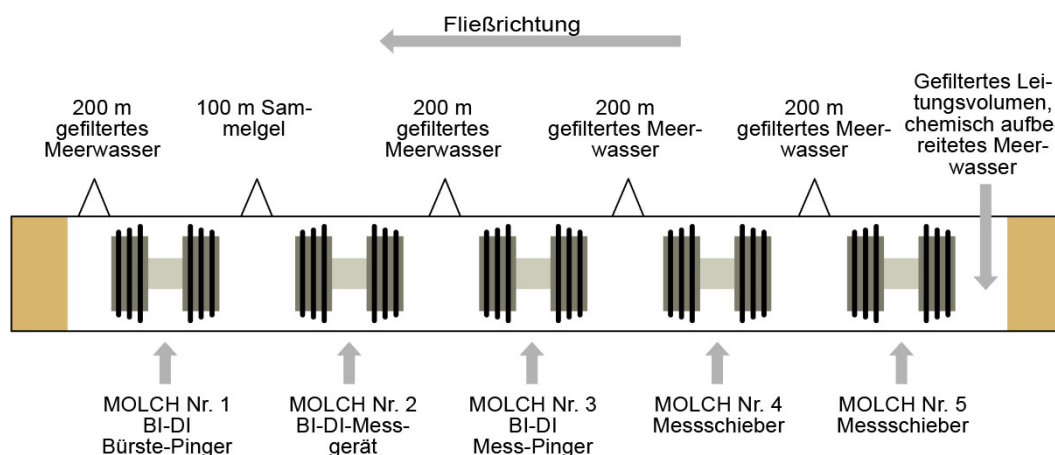 Fließrichtung
200 m
gefiltertes
Meerwasser
100 m Sam-
melgel
200 m
gefiltertes
Meerwasser
200 m
gefiltertes Meer-
wasser
200 m
gefiltertes Meer-
wasser
Gefiltertes Lei-
tungsvolumen,
chemisch aufbe-
reitetes Meer-
wasser
MOLCH Nr. 1
BI-DI
Bürste-Pinger
MOLCH Nr. 2
BI-DI-Mess-
gerät
MOLCH Nr. 3
BI-DI
Mess-Pinger
MOLCH Nr. 4
Messschieber
MOLCH Nr. 5
Messschieber